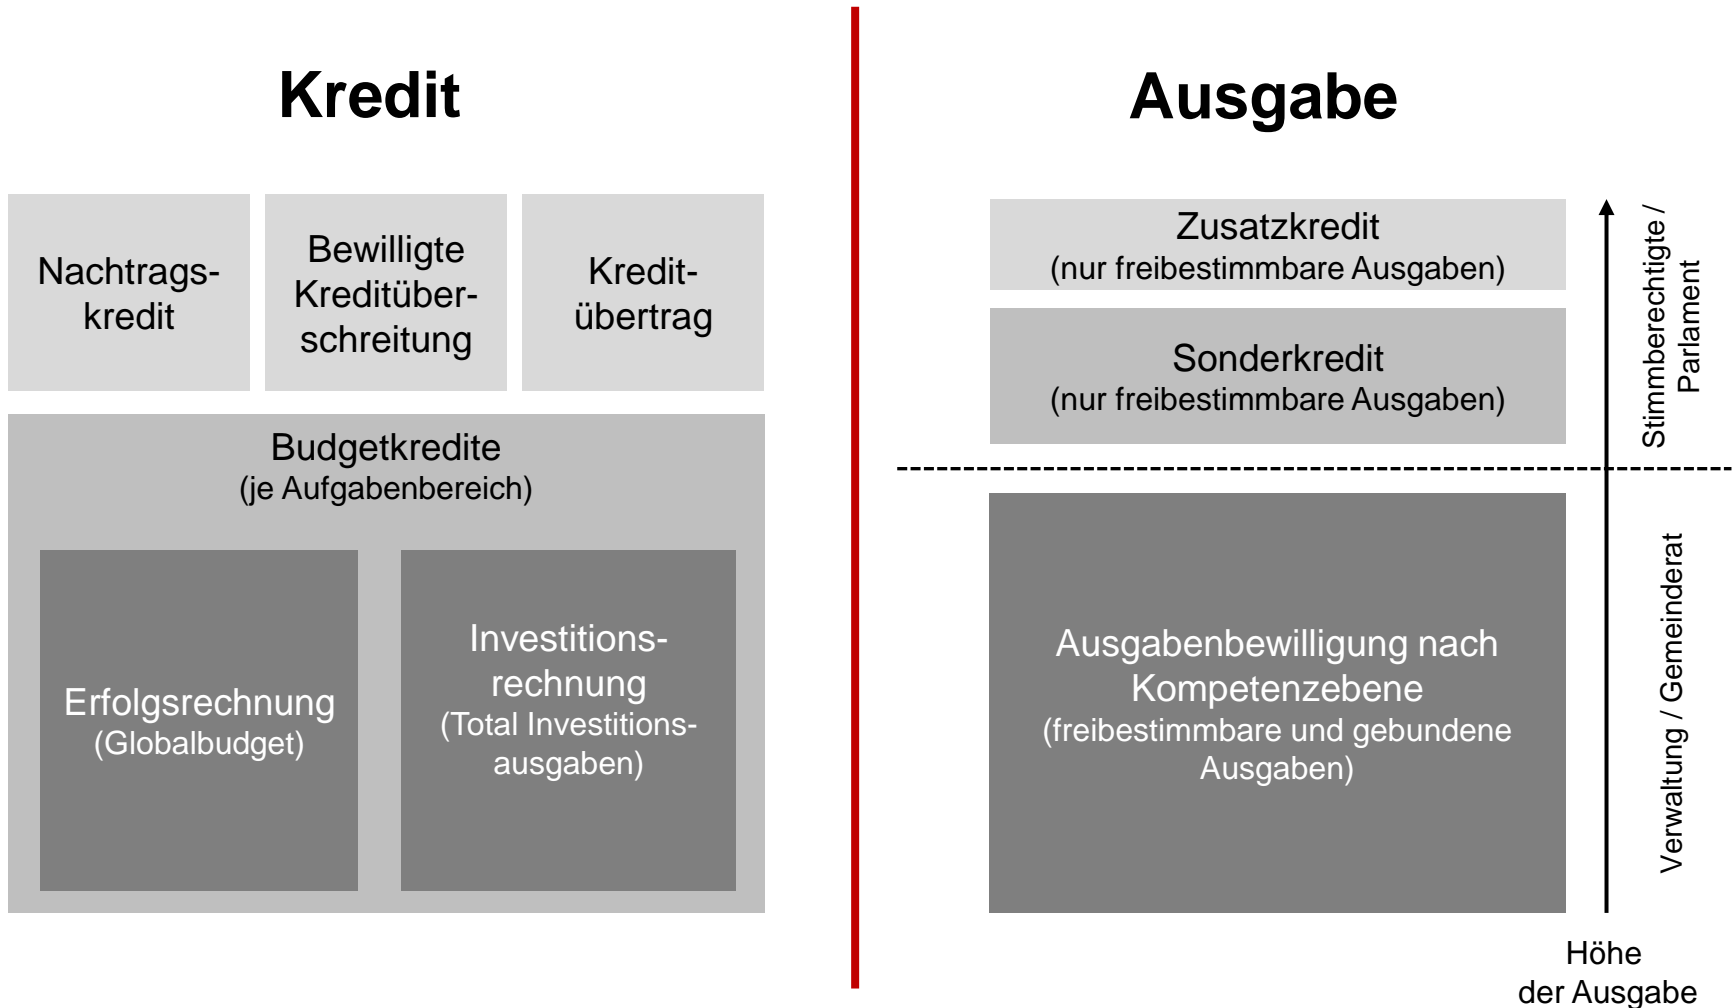 Kredit
Nachtrags-
kredit
Bewilligte
Kreditüber-
schreitung
Kredit-
übertrag
Budgetkredite
(je Aufgabenbereich)
Erfolgsrechnung
(Globalbudget)
Investitions-
rechnung
(Total Investitions-
ausgaben)
Ausgabe
Zusatzkredit
(nur freibestimmbare Ausgaben)
Sonderkredit
(nur freibestimmbare Ausgaben)
Ausgabenbewilligung nach
Kompetenzebene
(freibestimmbare und gebundene
Ausgaben)
Stimmberechtigte /
Parlament
Verwaltung / Gemeinderat
Höhe
der Ausgabe